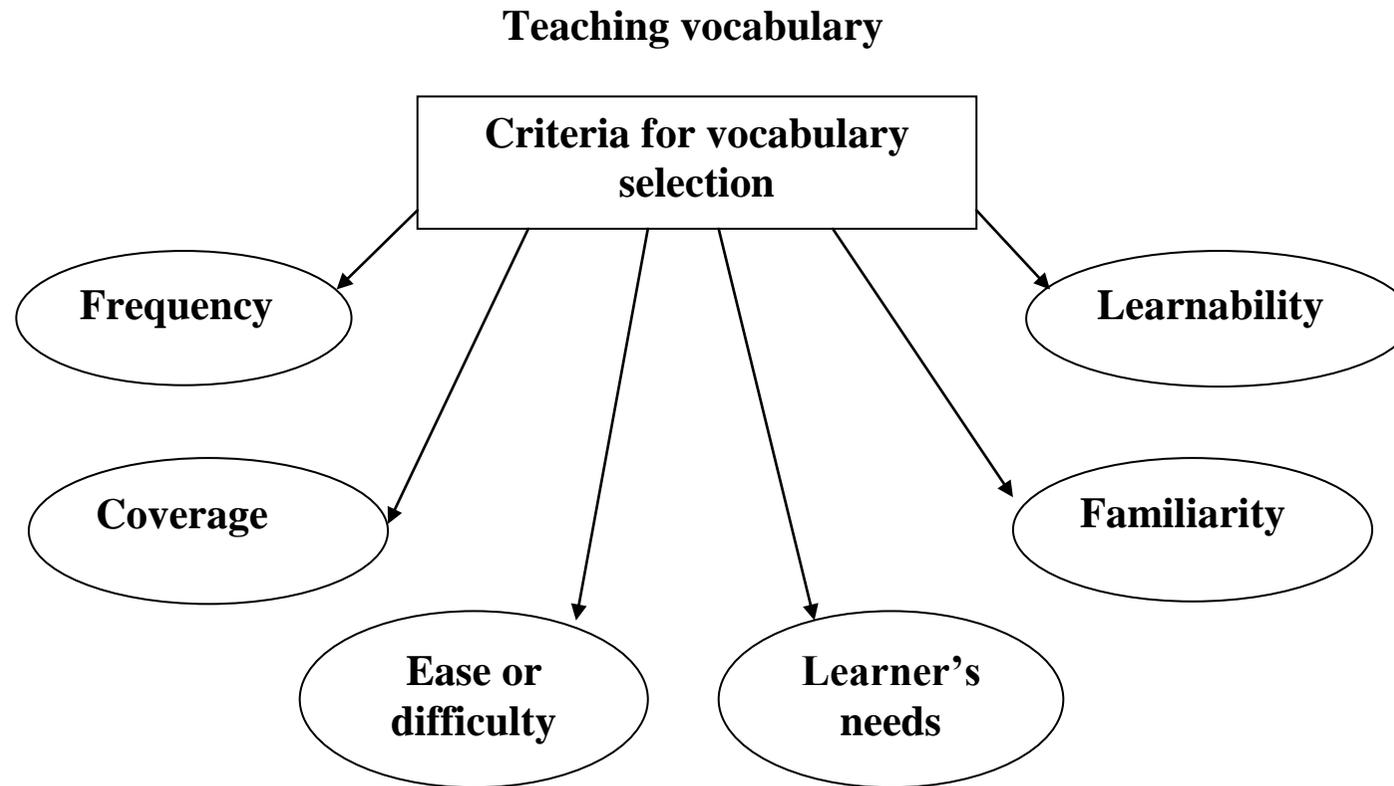 Teaching vocabulary
Criteria for vocabulary
selection
Frequency
Learnability
Coverage
Familiarity
Ease or
difficulty
Learner’s
needs